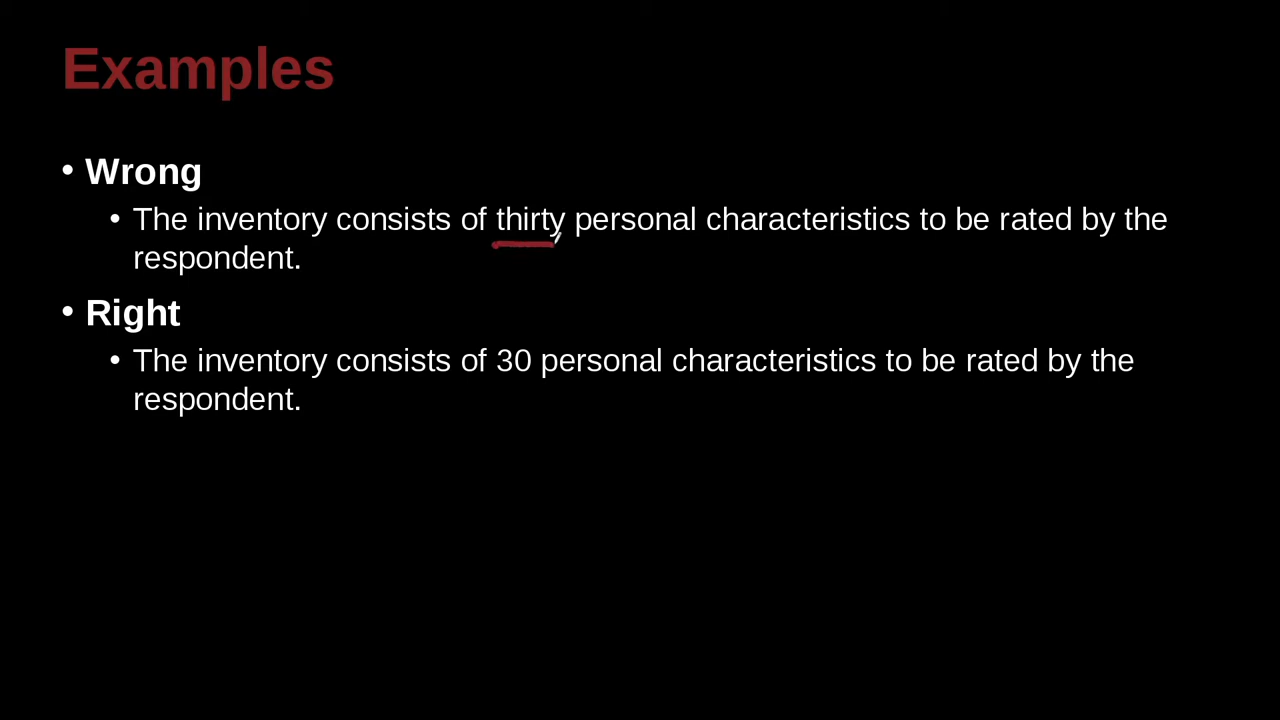 Examples
• Wrong
• The inventory consists of thirty personal characteristics to be rated by the
respondent.
• Right
• The inventory consists of 30 personal characteristics to be rated by the
respondent.